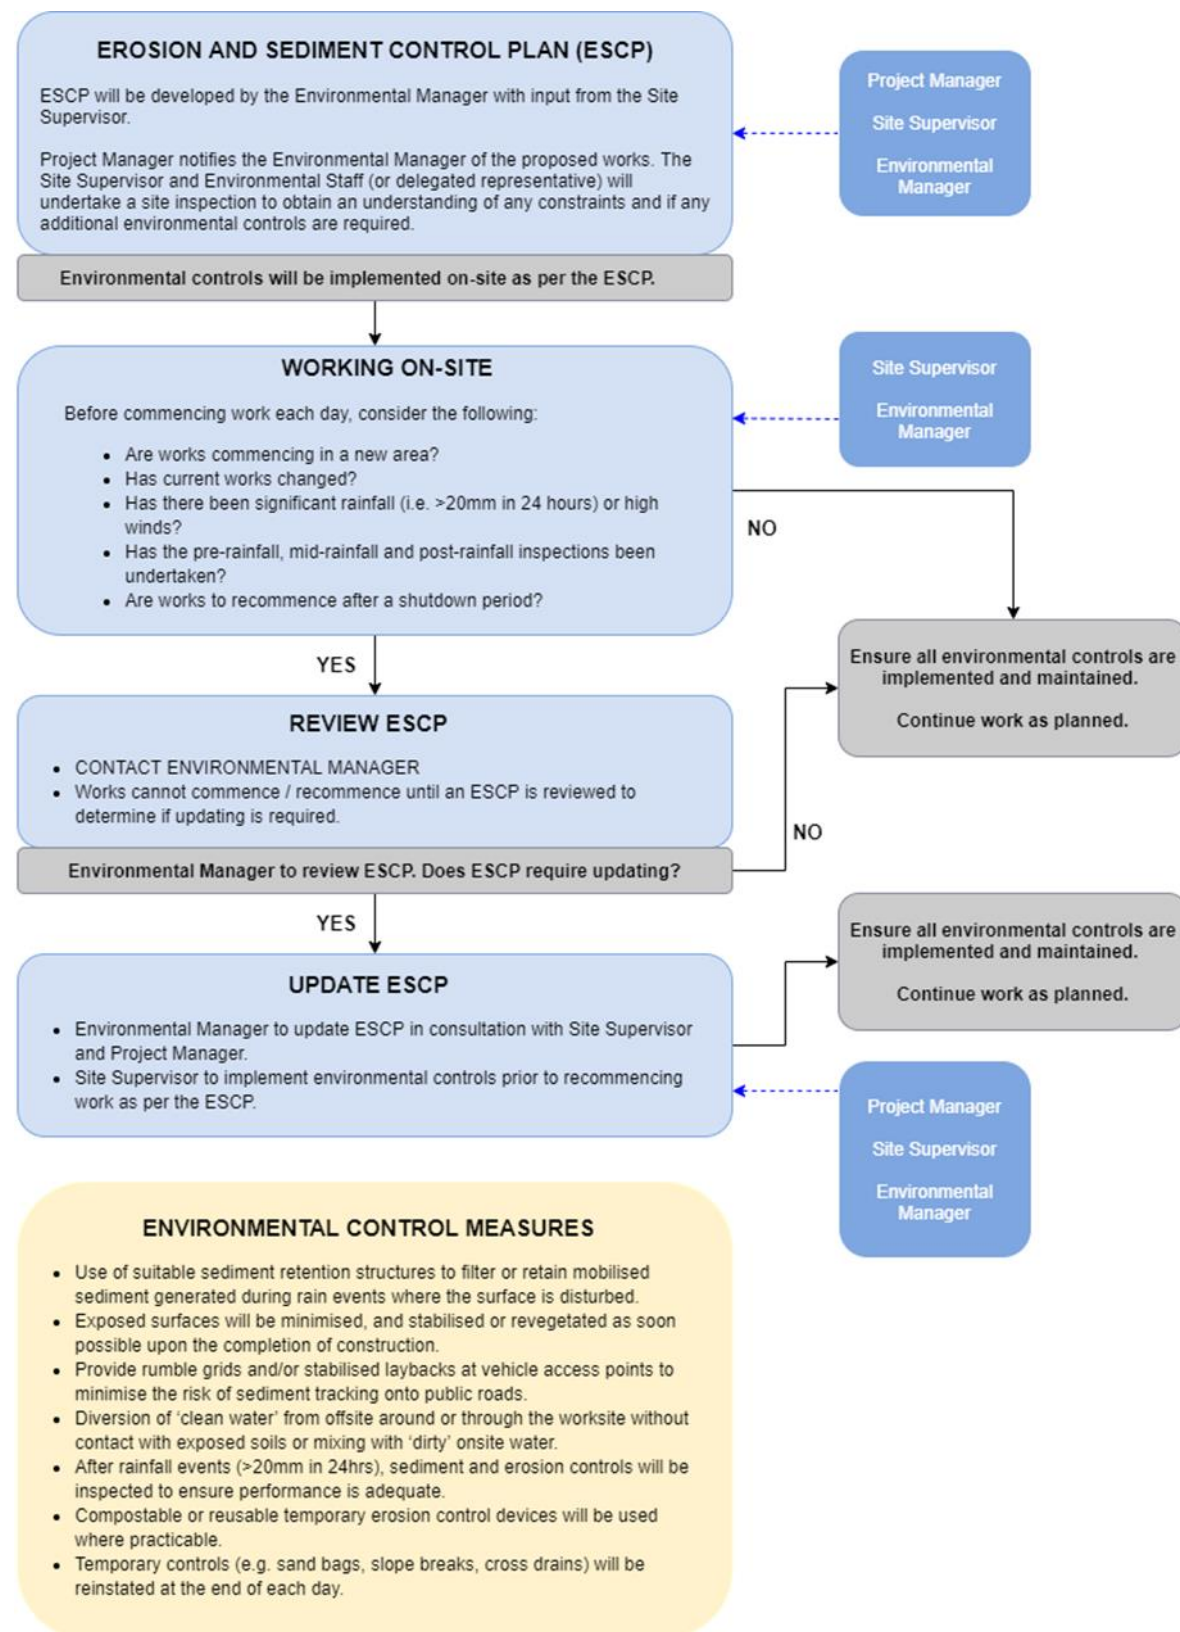 EROSION AND SEDIMENT CONTROL PLAN (ESCP)
ESCP will be developed by the Environmental Manager with input from the Site
Supervisor.
Project Manager notifies the Environmental Manager of the proposed works. The
Site Supervisor and Environmental Staff (or delegated representative) will
undertake a site inspection to obtain an understanding of any constraints and if any
additional environmental controls are required.
Project Manager
Site Supervisor
Environmental
Manager
Environmental controls will be implemented on-site as per the ESCP.
WORKING ON-SITE
Before commencing work each day, consider the following:
• Are works commencing in a new area?
• Has current works changed?
• Has there been significant rainfall (i.e. >20mm in 24 hours) or high
winds?
• Has the pre-rainfall, mid-rainfall and post-rainfall inspections been
undertaken?
• Are works to recommence after a shutdown period?
Site Supervisor
Environmental
Manager
NO
Ensure all environmental controls are
implemented and maintained.
Continue work as planned.
YES
REVIEW ESCP
• CONTACT ENVIRONMENTAL MANAGER
• Works cannot commence / recommence until an ESCP is reviewed to
determine if updating is required.
Environmental Manager to review ESCP. Does ESCP require updating?
NO
YES
Ensure all environmental controls are
implemented and maintained.
Continue work as planned.
UPDATE ESCP
• Environmental Manager to update ESCP in consultation with Site Supervisor
and Project Manager.
• Site Supervisor to implement environmental controls prior to recommencing
work as per the ESCP.
Project Manager
Site Supervisor
Environmental
Manager
ENVIRONMENTAL CONTROL MEASURES
• Use of suitable sediment retention structures to filter or retain mobilised
sediment generated during rain events where the surface is disturbed.
• Exposed surfaces will be minimised, and stabilised or revegetated as soon
possible upon the completion of construction.
• Provide rumble grids and/or stabilised laybacks at vehicle access points to
minimise the risk of sediment tracking onto public roads.
• Diversion of ‘clean water’ from offsite around or through the worksite without
contact with exposed soils or mixing with ‘dirty’ onsite water.
• After rainfall events (>20mm in 24hrs), sediment and erosion controls will be
inspected to ensure performance is adequate.
• Compostable or reusable temporary erosion control devices will be used
where practicable.
• Temporary controls (e.g. sand bags, slope breaks, cross drains) will be
reinstated at the end of each day.